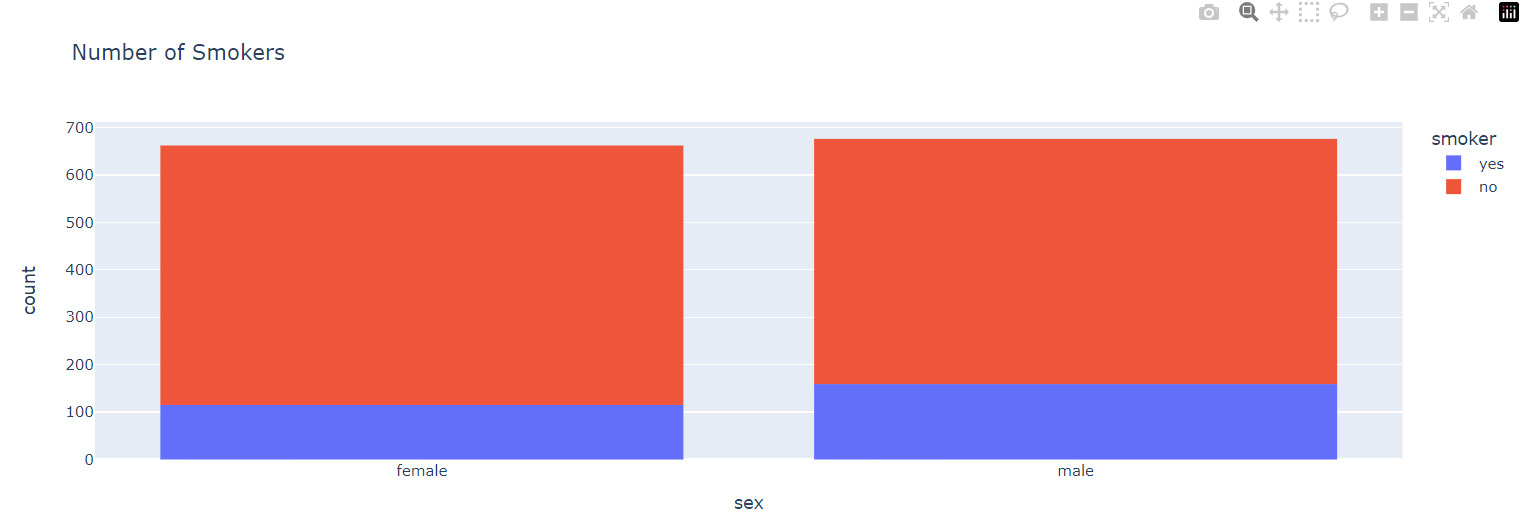 Number of Smokers
700
600
500
400
300
200
100
0
count
female
male
sex
smoker
yes
no